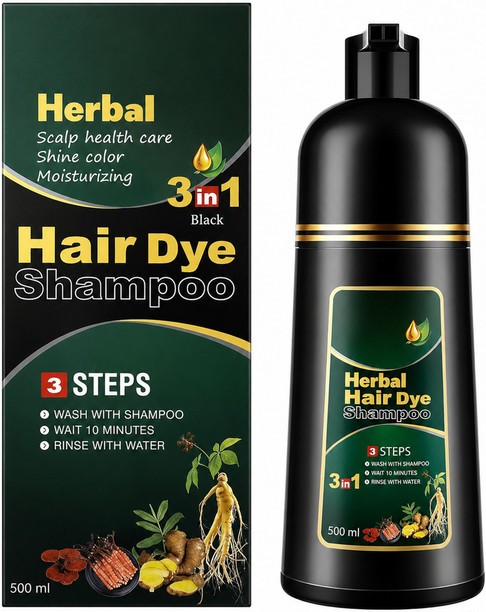 Herbal
Scalp health care
Shine color
Moisturizing
3 in 1
Black
Hair Dye
Shampoo
3 STEPS
WASH WITH SHAMPOO
WAIT 10 MINUTES
RINSE WITH WATER
500 ml
Herbal
Hair Dye
Shampoo
3 STEPS
WASH WITH SHAMPOO
WAIT 10 MINUTES
RINSE WITH WATER
3 in 1
500 ml